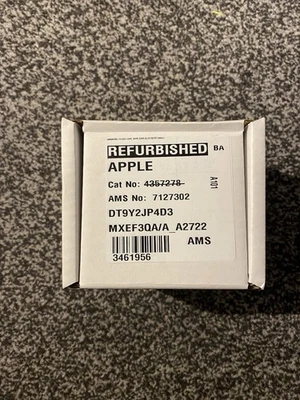 REFURBISHED BA
APPLE
Cat No: 4357278
A101
AMS No: 7127302
DT9Y2JP4D3
MXEF3QA/A_A2722
AMS
3461956